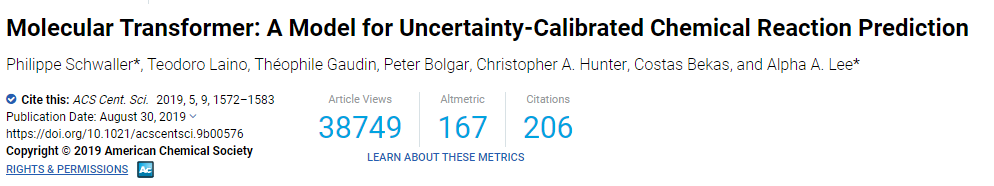 Molecular Transformer: A Model for Uncertainty-Calibrated Chemical Reaction Prediction
Philippe Schwaller*, Teodoro Laino, Théophile Gaudin, Peter Bolgar, Christopher A. Hunter, Costas Bekas, and Alpha A. Lee*
Cite this: ACS Cent. Sci. 2019, 5, 9, 1572–1583
Publication Date: August 30, 2019
https://doi.org/10.1021/acscentsci.9b00576
Copyright © 2019 American Chemical Society
RIGHTS & PERMISSIONS AC
Article Views
38749
Altmetric
167
Citations
206
LEARN ABOUT THESE METRICS